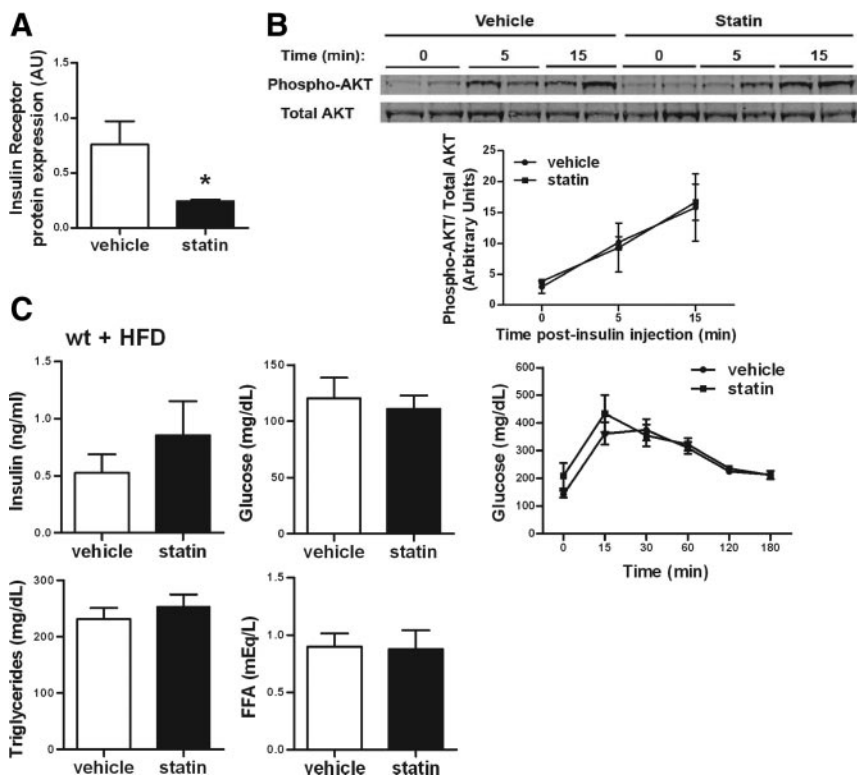 A
Insulin Receptor
protein expression (AU)
1.5
1.0
0.5
0.0
*
vehicle
statin
B
Vehicle
Statin
Time (min):
0
5
15
0
5
15
Phospho-AKT
Total AKT
Phospho-AKT/ Total AKT
(Arbitrary Units)
25
20
15
10
5
0
vehicle
statin
0
5
15
Time post-insulin injection (min)
C
wt + HFD
Insulin (ng/ml)
1.5
1.0
0.5
0.0
vehicle
statin
Glucose (mg/dL)
150
100
50
0
vehicle
statin
Glucose (mg/dL)
600
500
400
300
200
100
vehicle
statin
0
15
30
60
120
180
Time (min)
Triglycerides (mg/dL)
300
200
100
0
vehicle
statin
FFA (mEq/L)
1.5
1.0
0.5
0.0
vehicle
statin